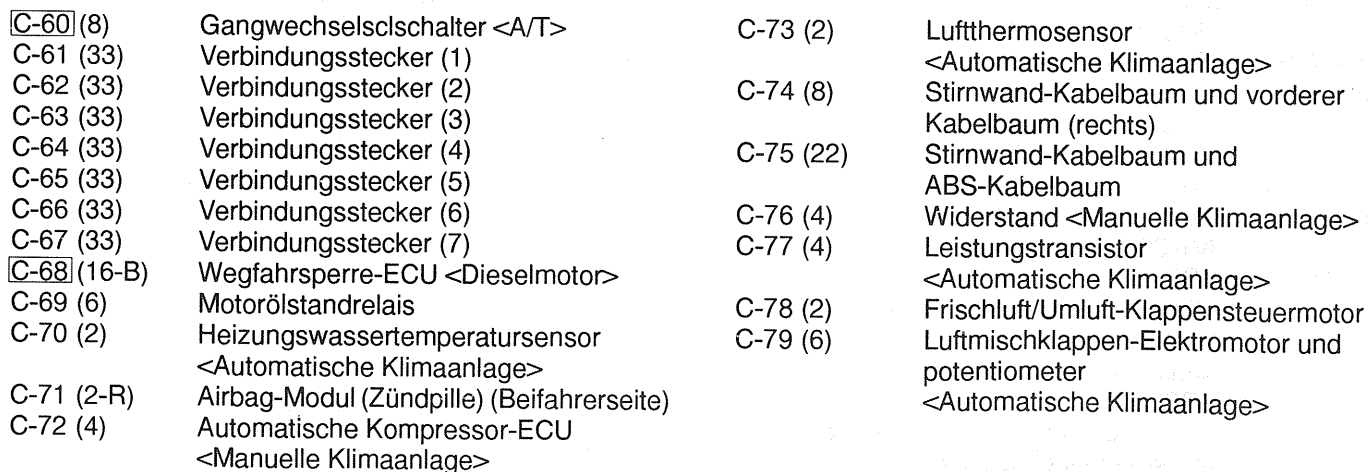 C-60 (8) Gangwechselsclschalter <A/T>
C-61 (33) Verbindungsstecker (1)
C-62 (33) Verbindungsstecker (2)
C-63 (33) Verbindungsstecker (3)
C-64 (33) Verbindungsstecker (4)
C-65 (33) Verbindungsstecker (5)
C-66 (33) Verbindungsstecker (6)
C-67 (33) Verbindungsstecker (7)
C-68 (16-B) Wegfahrsperre-ECU <Dieselmotor>
C-69 (6) Motorölstandrelais
C-70 (2) Heizungswassertemperatursensor
<Automatische Klimaanlage>
C-71 (2-R) Airbag-Modul (Zündpille) (Beifahrerseite)
C-72 (4) Automatische Kompressor-ECU
<Manuelle Klimaanlage>
C-73 (2) Luftthermosensor
<Automatische Klimaanlage>
C-74 (8) Stirnwand-Kabelbaum und vorderer
Kabelbaum (rechts)
C-75 (22) Stirnwand-Kabelbaum und
ABS-Kabelbaum
C-76 (4) Widerstand <Manuelle Klimaanlage>
C-77 (4) Leistungstransistor
<Automatische Klimaanlage>
C-78 (2) Frischluft/Umluft-Klappensteuermotor
C-79 (6) Luftmischklappen-Elektromotor und
potentiometer
<Automatische Klimaanlage>